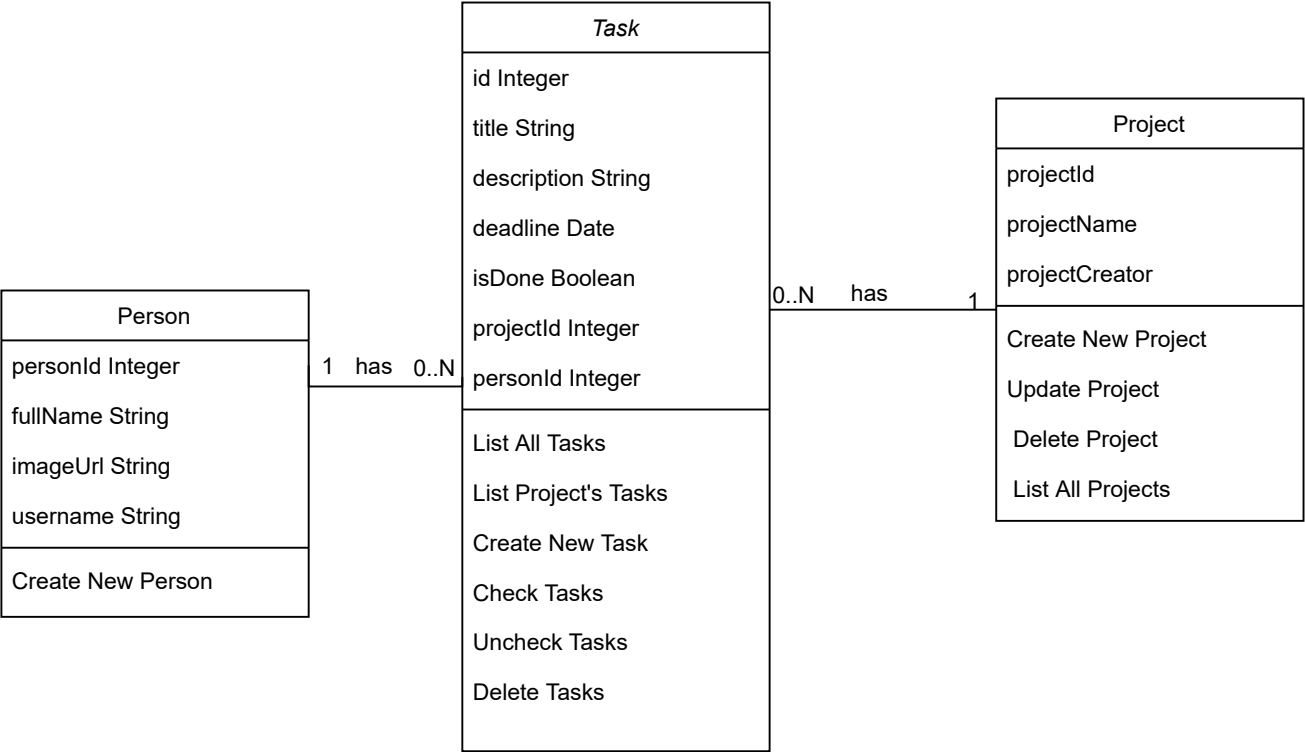 Task
id Integer
title String
description String
deadline Date
isDone Boolean
projectId Integer
personId Integer
List All Tasks
List Project's Tasks
Create New Task
Check Tasks
Uncheck Tasks
Delete Tasks
Person
personId Integer
fullName String
imageUrl String
username String
Create New Person
1 has 0..N
Project
projectId
projectName
projectCreator
Create New Project
Update Project
Delete Project
List All Projects
0..N has 1